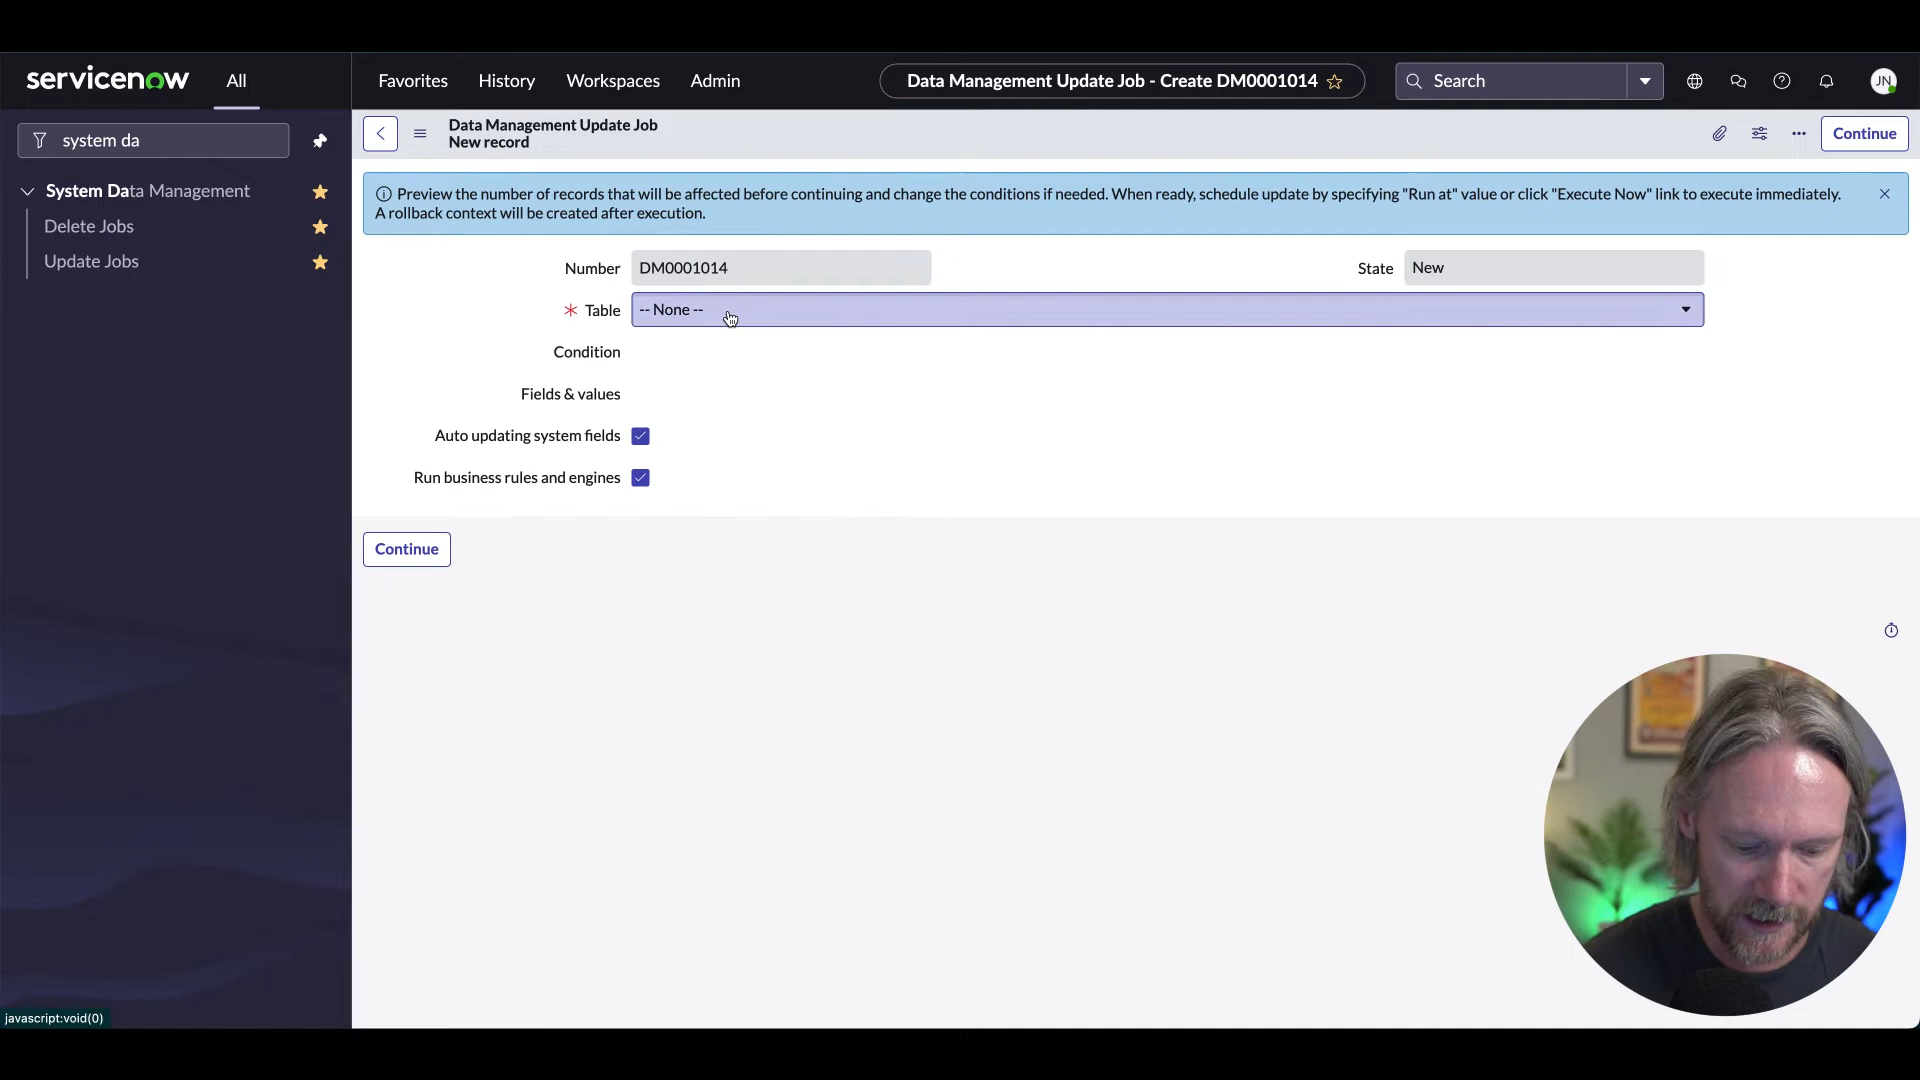 servicenow
All
Favorites
History
Workspaces
Admin
Data Management Update Job - Create DM0001014
Search
JN
system da
System Data Management
Delete Jobs
Update Jobs
Data Management Update Job
New record
Continue
Preview the number of records that will be affected before continuing and change the conditions if needed. When ready, schedule update by specifying "Run at" value or click "Execute Now" link to execute immediately.
A rollback context will be created after execution.
Number
DM0001014
State
New
Table
-- None --
Condition
Fields & values
Auto updating system fields
Run business rules and engines
Continue
javascript:void(0)